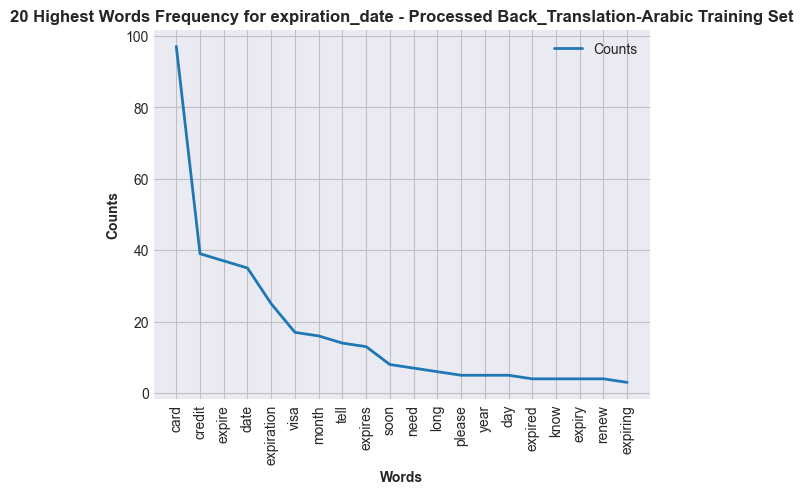 20 Highest Words Frequency for expiration_date - Processed Back_Translation-Arabic Training Set
Counts
100
80
60
40
20
0
Counts
card
credit
expire
date
expiration
visa
month
tell
expires
soon
need
long
please
year
day
expired
know
expiry
renew
expiring
Words